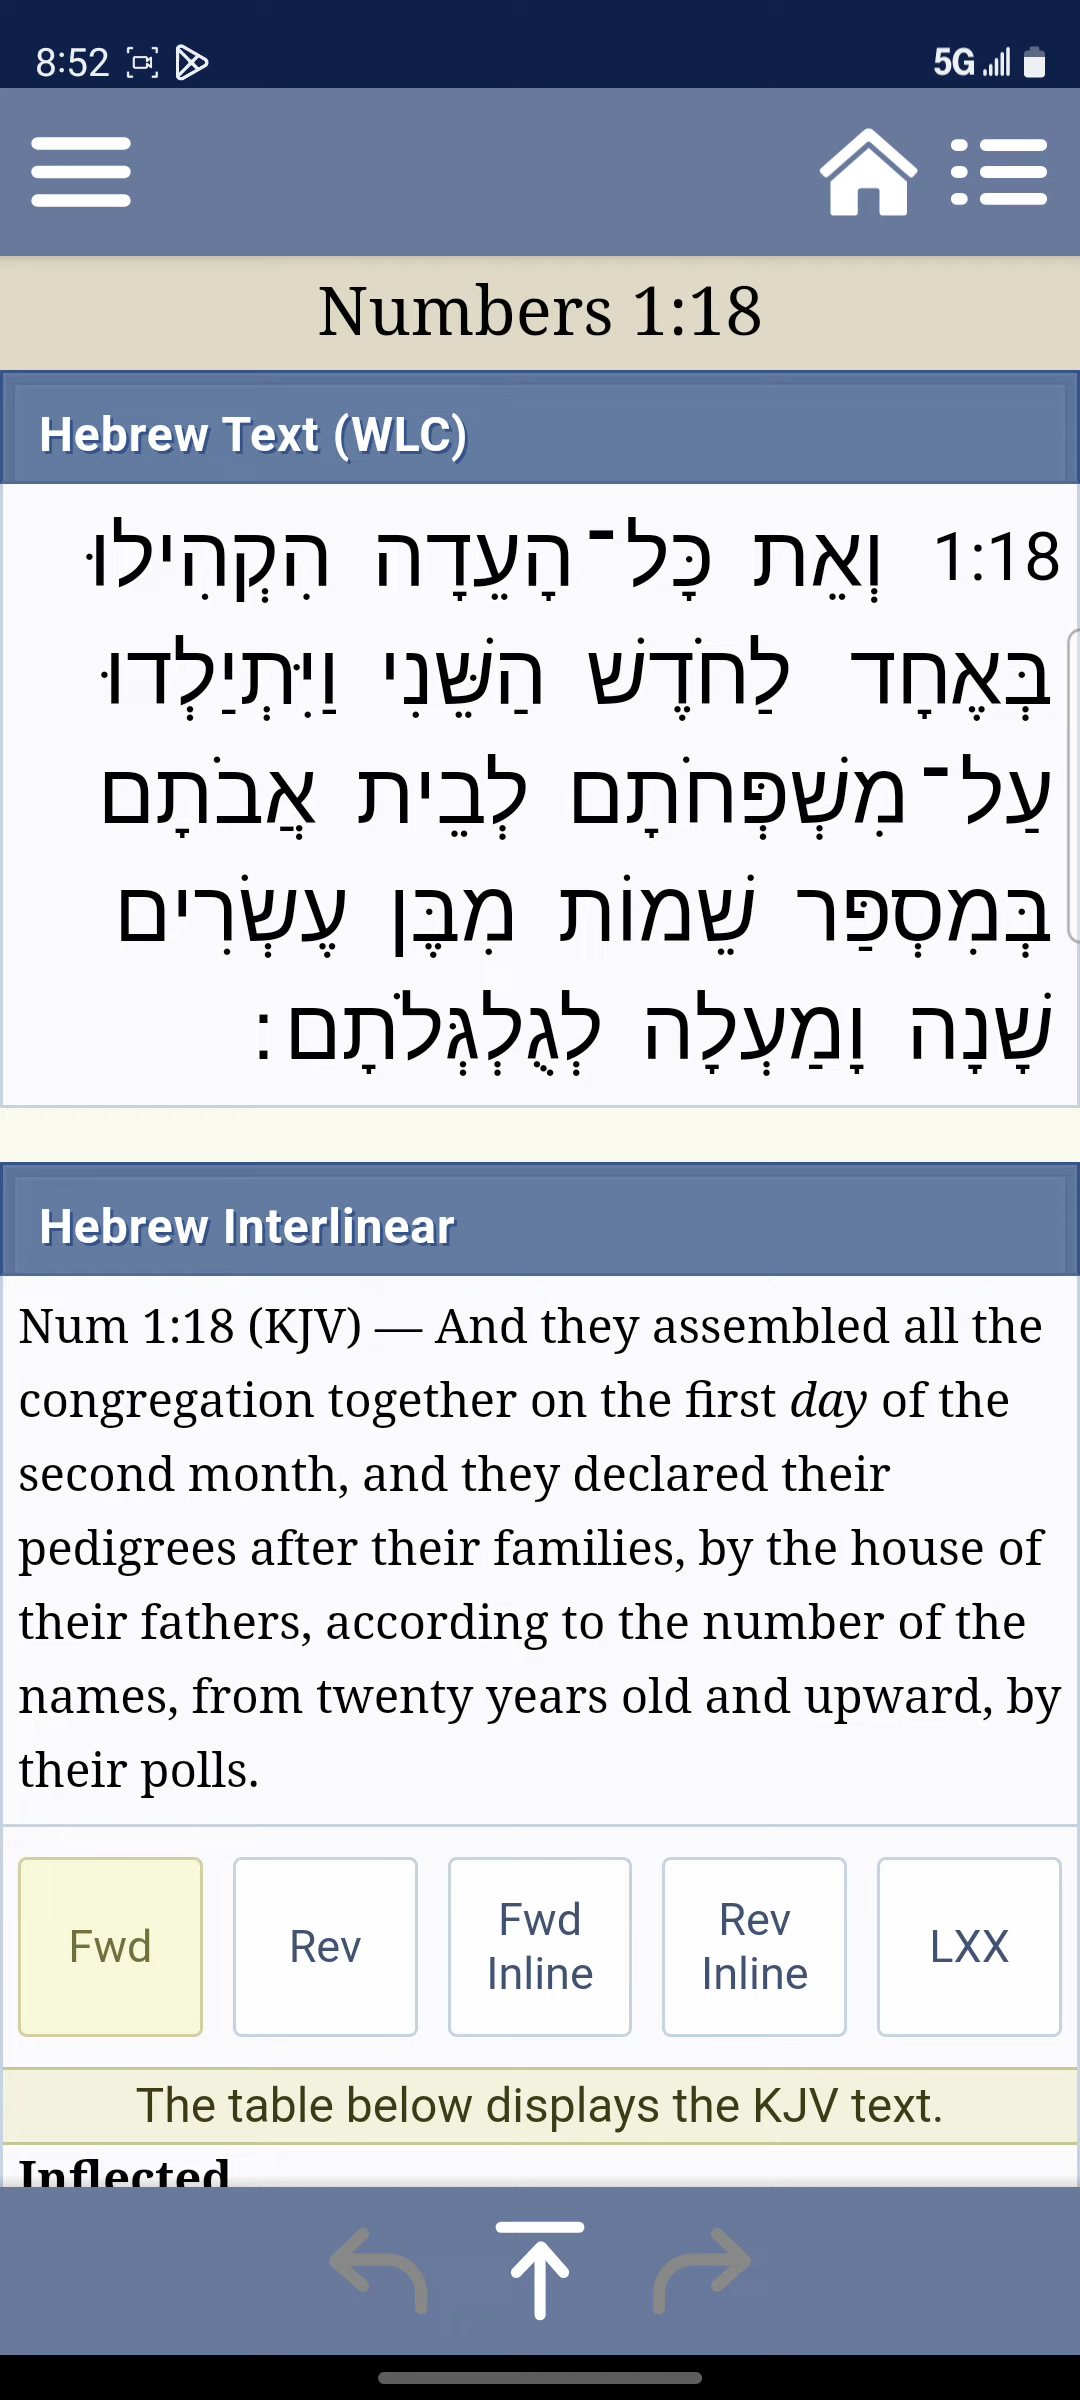 8:52
5G
Numbers 1:18
Hebrew Text (WLC)
1:18 וְאֵת כָּל־הָעֵדָה הִקְהִילוּ
בְּאֶחָד לַחֹדֶשׁ הַשֵּׁנִי וַיִּתְיַלְדוּ
עַל־מִשְׁפְּחֹתָם לְבֵית אֲבֹתָם
בְּמִסְפַּר שֵׁמוֹת מִבֶּן עֶשְׂרִים
שָׁנָה וָמַעְלָה לְגֻלְגְּלֹתָם׃
Hebrew Interlinear
Num 1:18 (KJV) — And they assembled all the
congregation together on the first day of the
second month, and they declared their
pedigrees after their families, by the house of
their fathers, according to the number of the
names, from twenty years old and upward, by
their polls.
Fwd
Rev
Fwd
Inline
Rev
Inline
LXX
The table below displays the KJV text.
Inflected